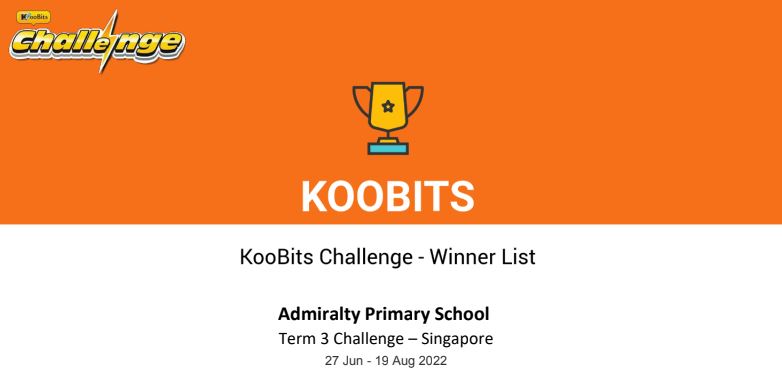 KooBits
Challenge
KOOBITS
KooBits Challenge - Winner List
Admiralty Primary School
Term 3 Challenge – Singapore
27 Jun - 19 Aug 2022